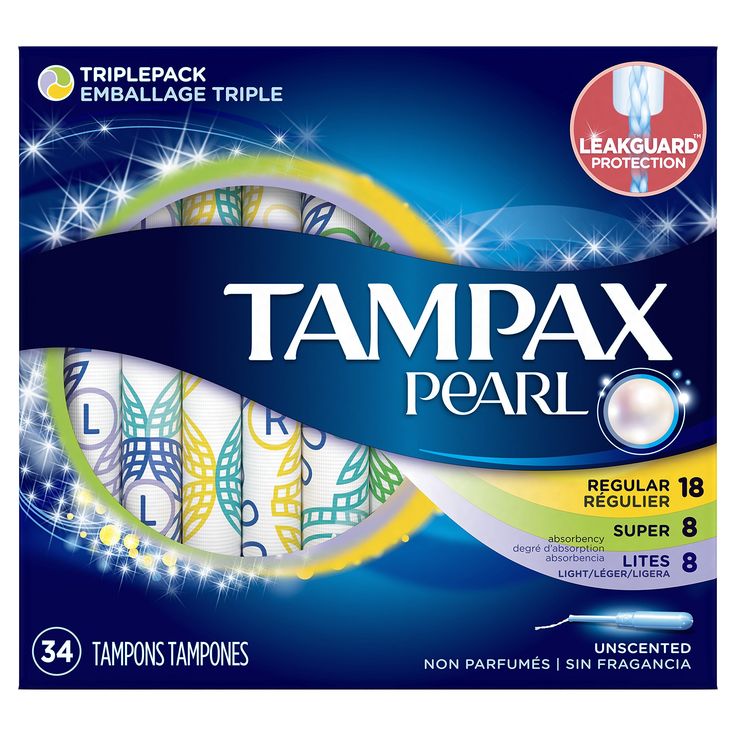 TRIPLEPACK
EMBALLAGE TRIPLE
LEAKGUARD™
PROTECTION
TAMPAX
PEARL
L
R
L
REGULAR 18
RÉGULIER
SUPER 8
absorbency
degré d'absorption
absorbencia
LITES 8
LIGHT/LÉGER/LIGERA
34 TAMPONS TAMPONES
UNSCENTED
NON PARFUMÉS | SIN FRAGANCIA